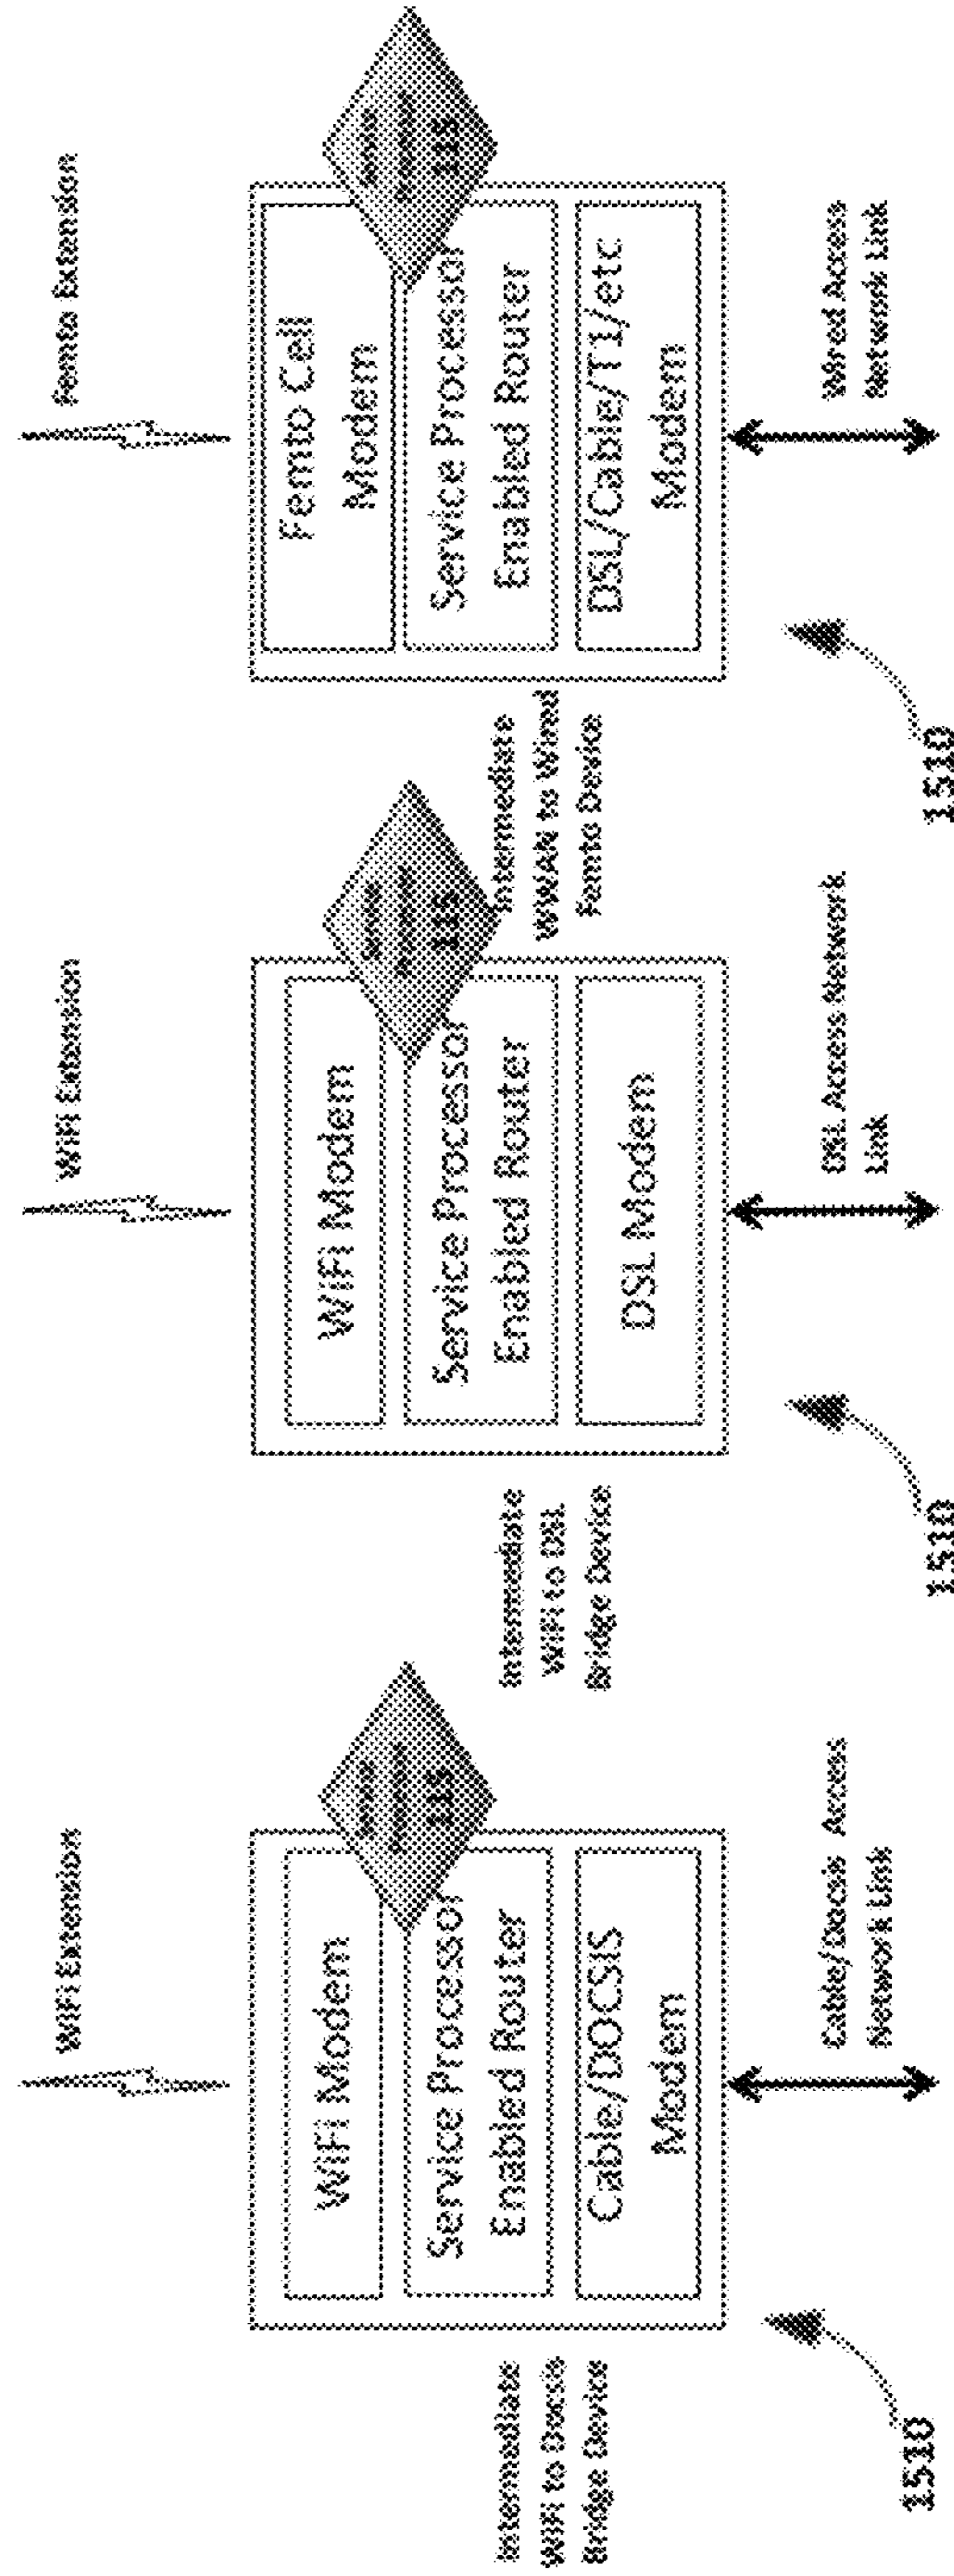 WiFi Extension
WiFi Modem
Service Processor
Enabled Router
Cable/DOCSIS
Modem
115
Intermediate
WiFi to Docsis
Bridge Device
Cable/Docsis Access
Network Link
1510
WiFi Extension
WiFi Modem
Service Processor
Enabled Router
DSL Modem
115
Intermediate
WiFi to DSL
Bridge Device
DSL Access Network
Link
1510
Femto Extension
Femto Cell
Modem
Service Processor
Enabled Router
DSL/Cable/T1/etc
Modem
115
Intermediate
WWAN to Wired
Femto Device
Wired Access
Network Link
1510